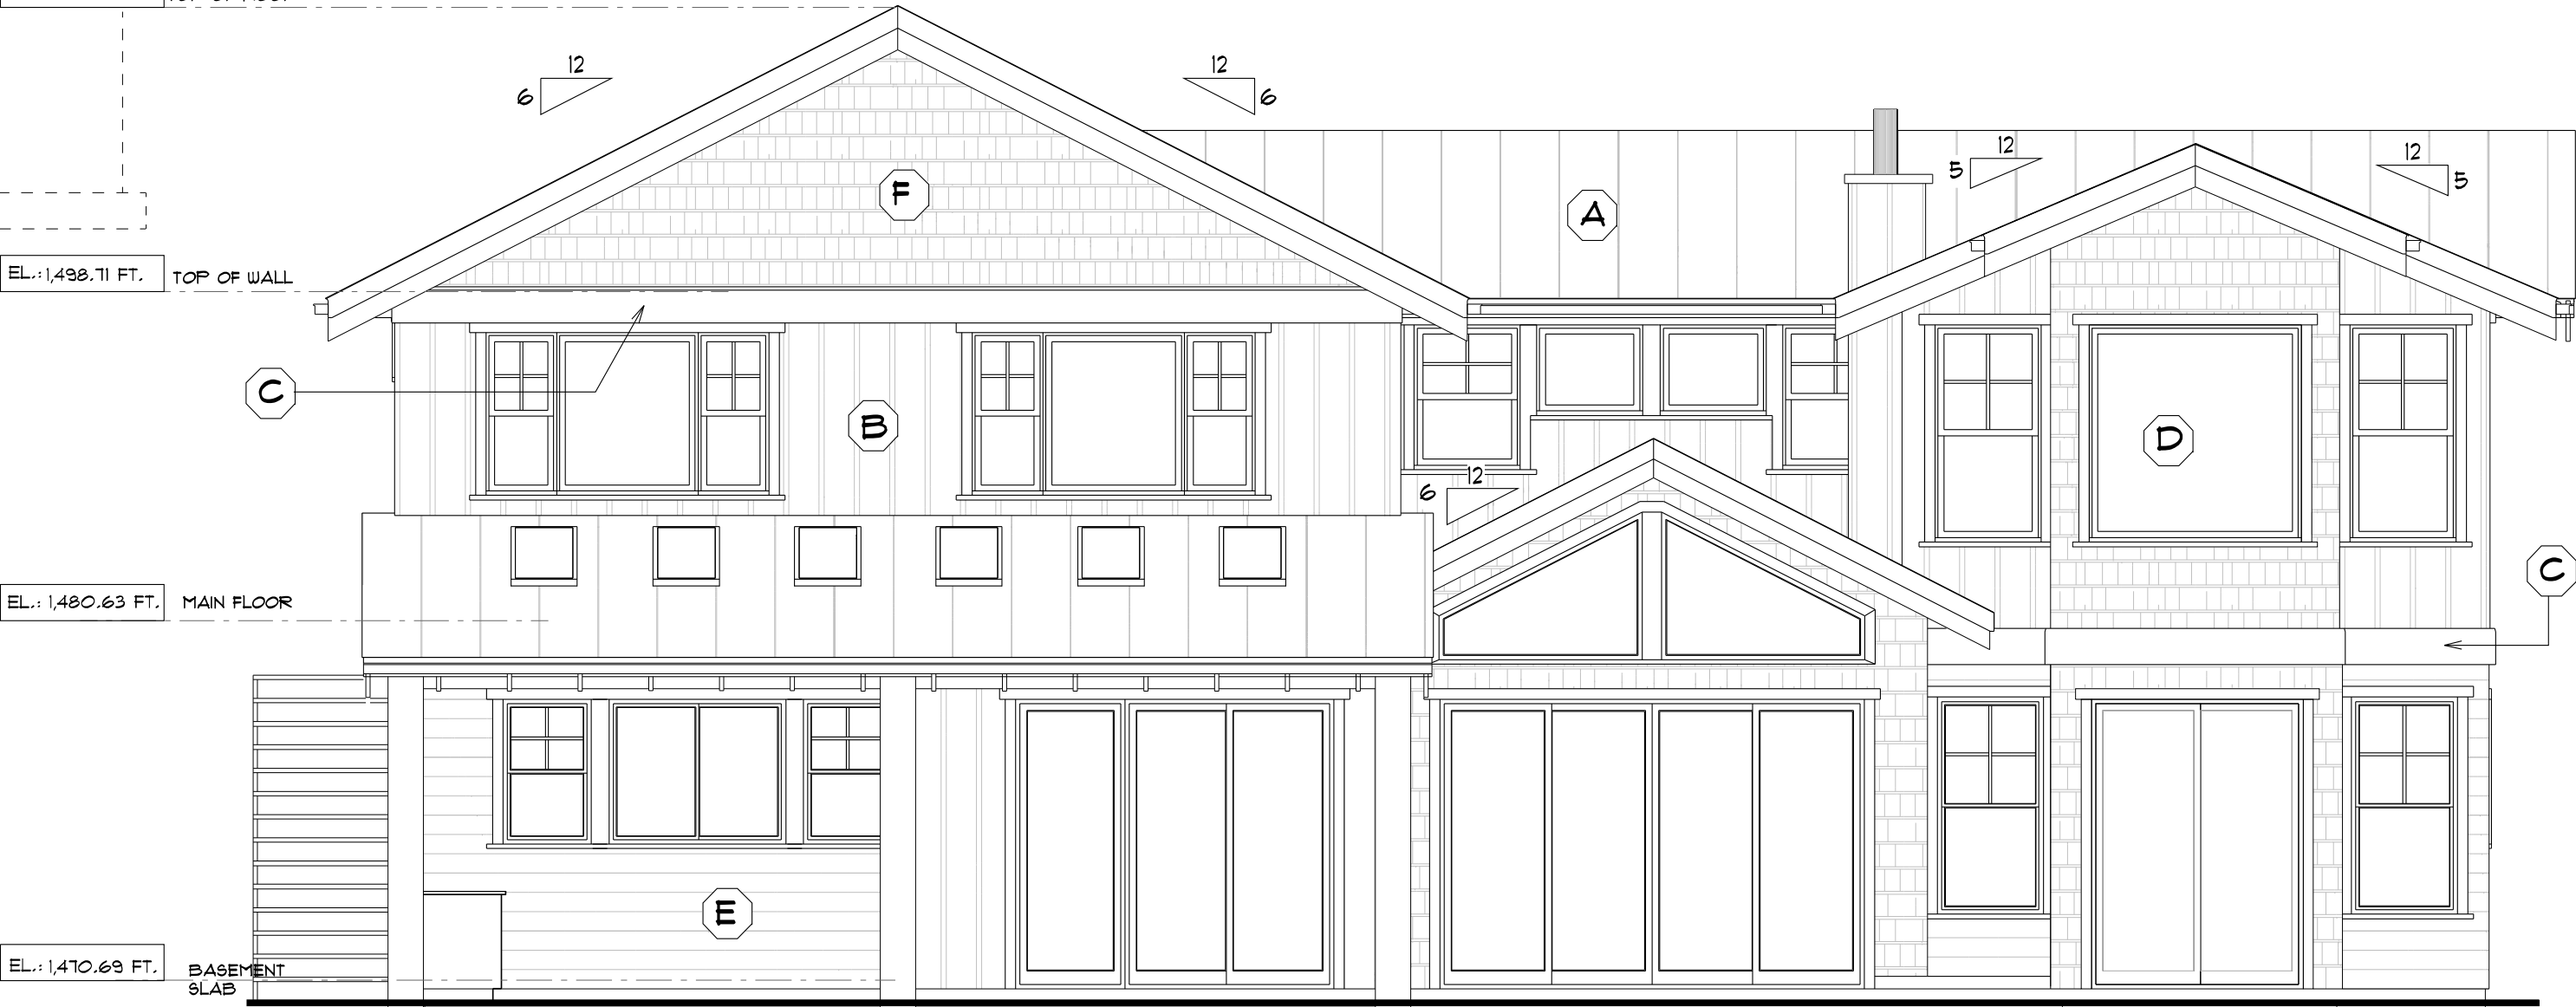 12
6
12
6
12
5
12
5
F
A
EL.: 1,498.71 FT. TOP OF WALL
C
B
D
12
6
C
EL.: 1,480.63 FT. MAIN FLOOR
E
EL.: 1,470.69 FT. BASEMENT
SLAB